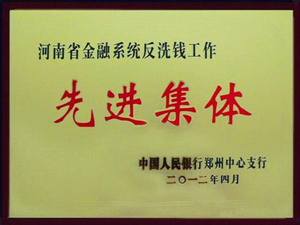 河南省金融系统反洗钱工作
先进集体
中国人民银行郑州中心支行
二〇一二年四月